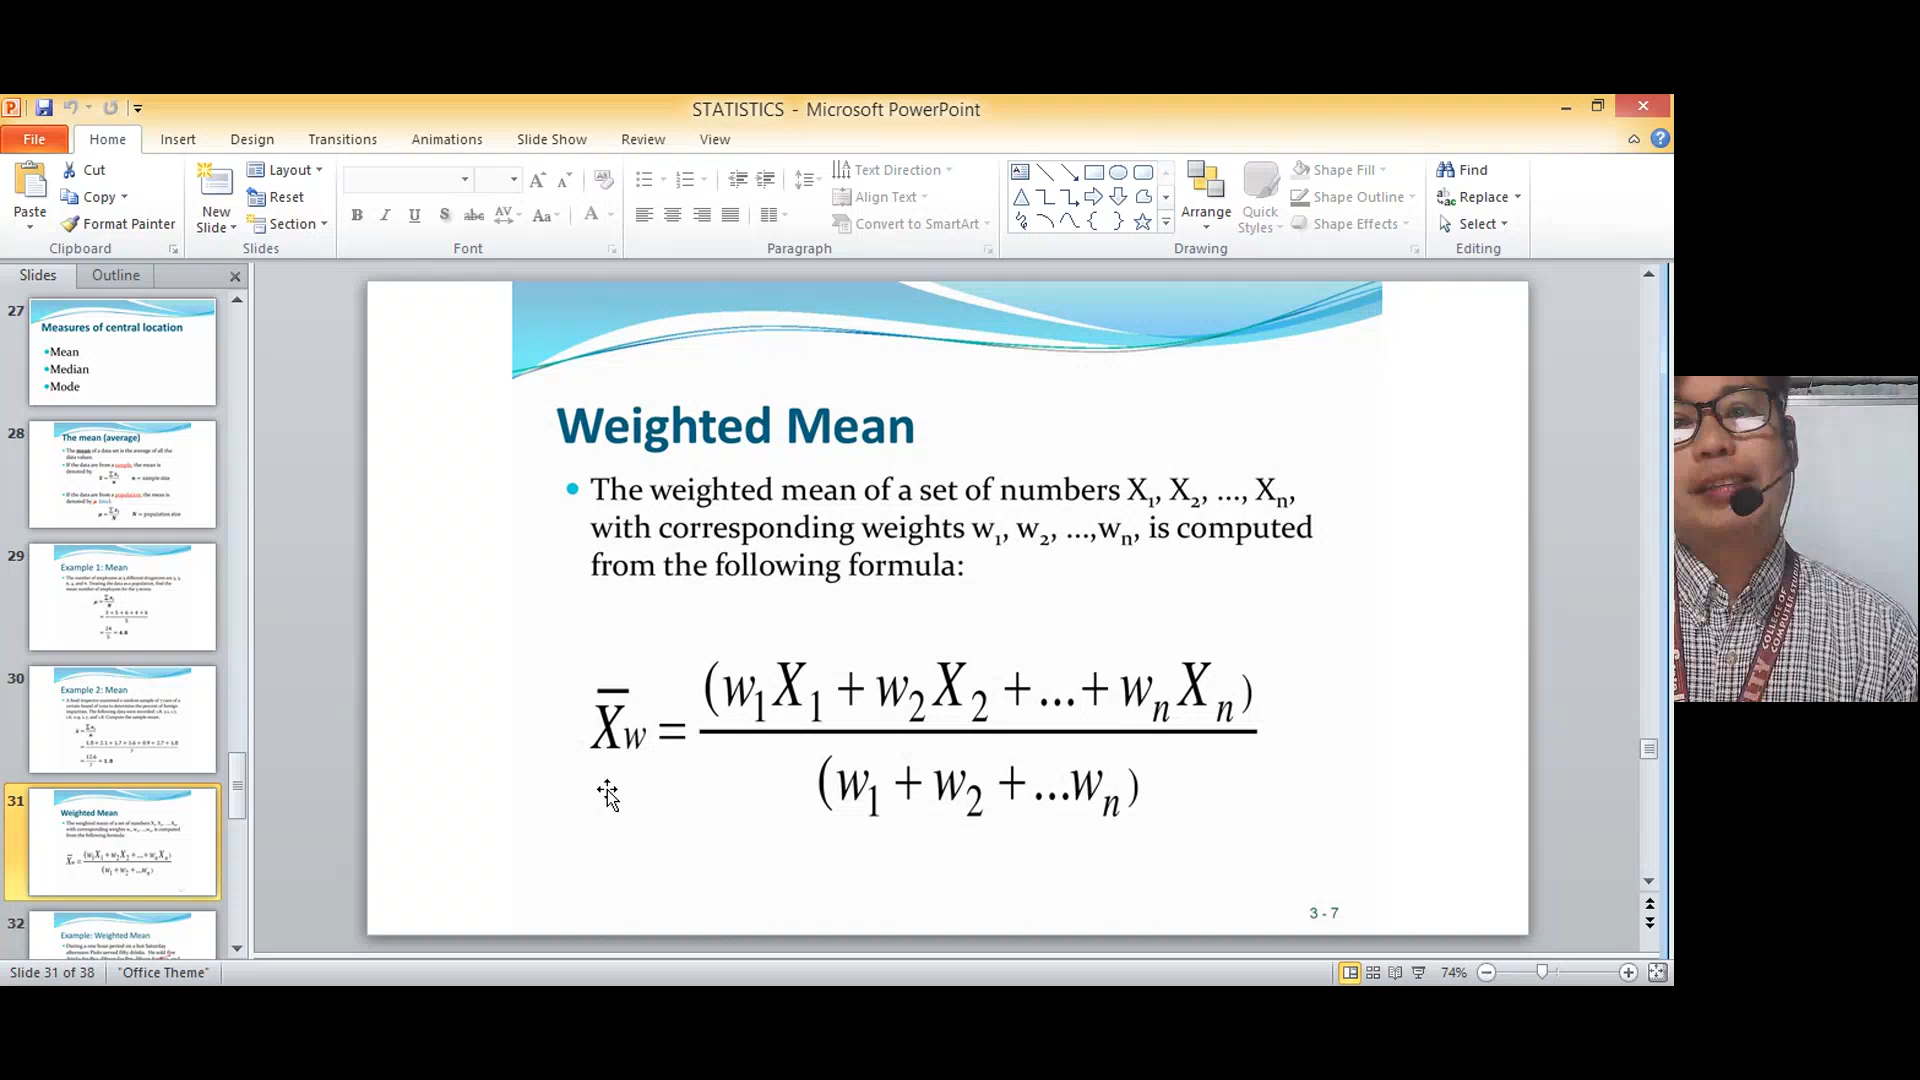 STATISTICS - Microsoft PowerPoint
File Home Insert Design Transitions Animations Slide Show Review View
Paste
Cut
Copy
Format Painter
Clipboard
New Slide
Layout
Reset
Section
Slides
Font
Text Direction
Align Text
Convert to SmartArt
Paragraph
Arrange
Quick Styles
Shape Fill
Shape Outline
Shape Effects
Drawing
Find
Replace
Select
Editing
Slides Outline
27
Measures of central location
•Mean
•Median
•Mode
28
The mean (average)
29
Example 1: Mean
30
Example 2: Mean
31
Weighted Mean
32
Example: Weighted Mean
Weighted Mean
• The weighted mean of a set of numbers X₁, X₂, ..., Xₙ,
with corresponding weights w₁, w₂, ...,wₙ, is computed
from the following formula:
X̄w = (w₁X₁ + w₂X₂ + ... + wₙXₙ) / (w₁ + w₂ + ...wₙ)
3 - 7
Slide 31 of 38 "Office Theme" 74%
COLLEGE OF
COMPUTER STUDI